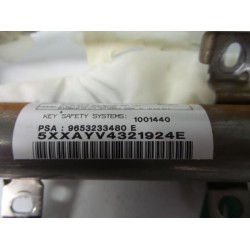 KEY SAFETY SYSTEMS: 1001440
PSA : 9653233480 E
5XXAYV4321924E